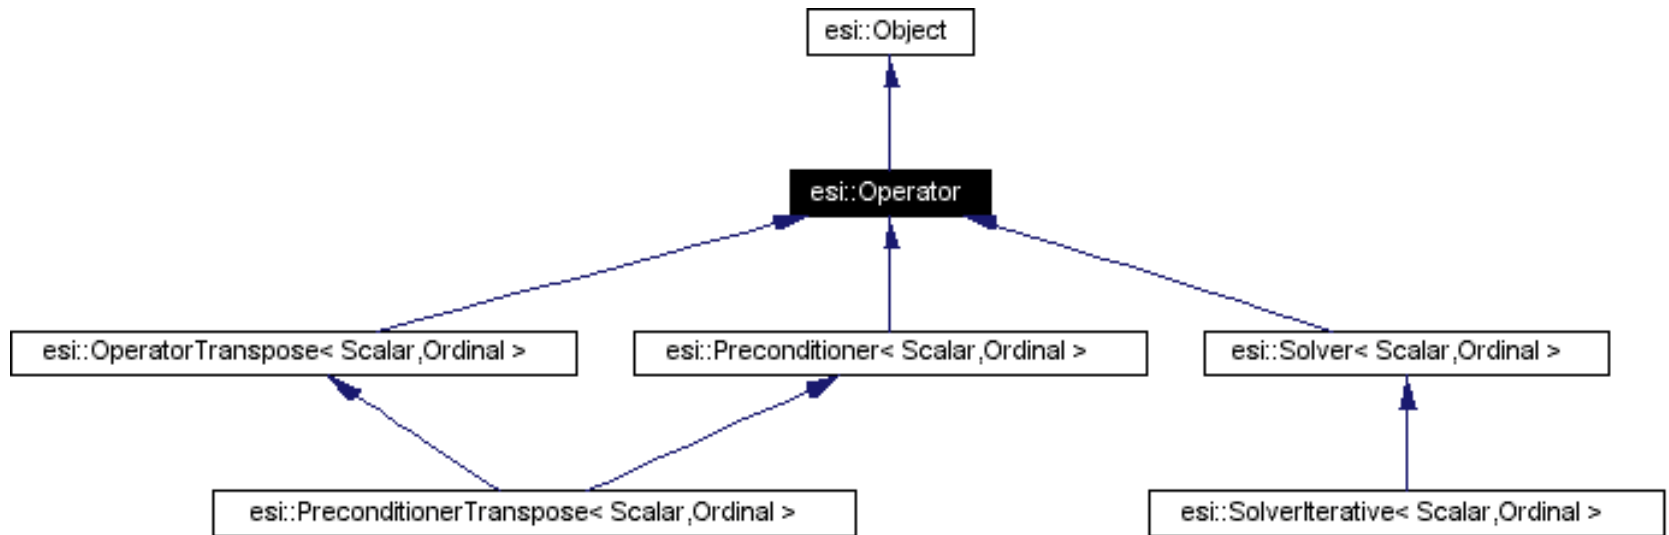 esi::Object
esi::Operator
esi::OperatorTranspose< Scalar,Ordinal >
esi::Preconditioner< Scalar,Ordinal >
esi::Solver< Scalar,Ordinal >
esi::PreconditionerTranspose< Scalar,Ordinal >
esi::SolverIterative< Scalar,Ordinal >